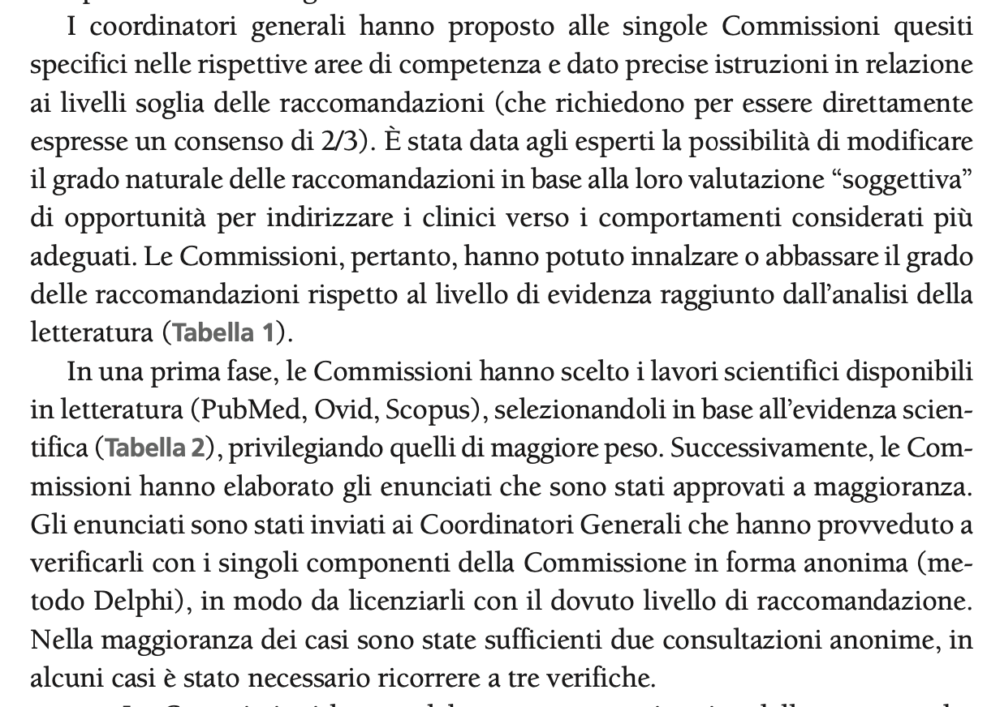 I coordinatori generali hanno proposto alle singole Commissioni quesiti
specifici nelle rispettive aree di competenza e dato precise istruzioni in relazione
ai livelli soglia delle raccomandazioni (che richiedono per essere direttamente
espresse un consenso di 2/3). È stata data agli esperti la possibilità di modificare
il grado naturale delle raccomandazioni in base alla loro valutazione “soggettiva”
di opportunità per indirizzare i clinici verso i comportamenti considerati più
adeguati. Le Commissioni, pertanto, hanno potuto innalzare o abbassare il grado
delle raccomandazioni rispetto al livello di evidenza raggiunto dall’analisi della
letteratura (Tabella 1).
In una prima fase, le Commissioni hanno scelto i lavori scientifici disponibili
in letteratura (PubMed, Ovid, Scopus), selezionandoli in base all’evidenza scien-
tifica (Tabella 2), privilegiando quelli di maggiore peso. Successivamente, le Com-
missioni hanno elaborato gli enunciati che sono stati approvati a maggioranza.
Gli enunciati sono stati inviati ai Coordinatori Generali che hanno provveduto a
verificarli con i singoli componenti della Commissione in forma anonima (me-
todo Delphi), in modo da licenziarli con il dovuto livello di raccomandazione.
Nella maggioranza dei casi sono state sufficienti due consultazioni anonime, in
alcuni casi è stato necessario ricorrere a tre verifiche.